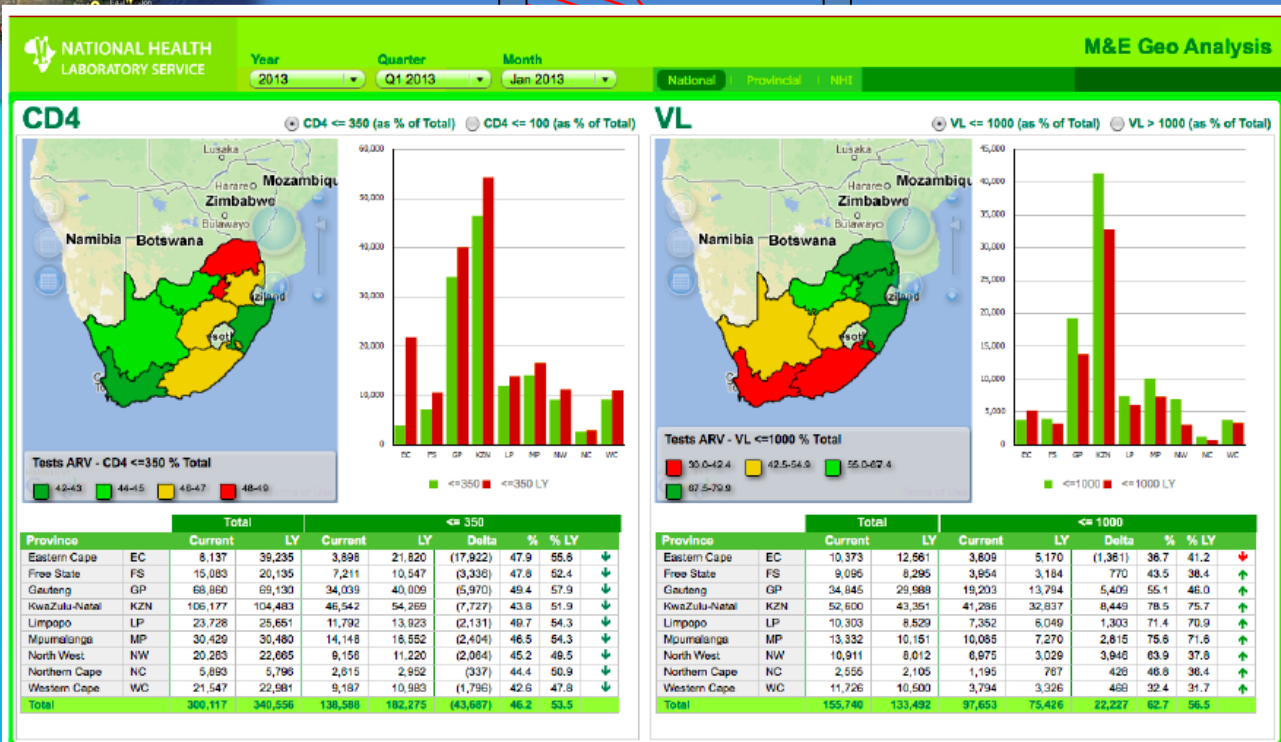 NATIONAL HEALTH
LABORATORY SERVICE
Year
Quarter
Month
2013
Q1 2013
Jan 2013
M&E Geo Analysis
National | Provincial | NHI
CD4
CD4 <= 350 (as % of Total) CD4 <= 100 (as % of Total)
Lusaka
Harare Mozambiqu
Zimbabwe
Bulawayo
Namibia Botswana
ziland
esoth
Tests ARV - CD4 <=350 % Total
42-43 44-45 46-47 48-49
60,000
50,000
40,000
30,000
20,000
10,000
0
EC FS GP KZN LP MP NW NC WC
<=350 <=350 LY
Total <= 350
Province Current LY Current LY Delta % % LY
Eastern Cape EC 8,137 39,235 3,898 21,820 (17,922) 47.9 55.6
Free State FS 15,083 20,135 7,211 10,547 (3,336) 47.8 52.4
Gauteng GP 68,860 69,130 34,039 40,009 (5,970) 49.4 57.9
KwaZulu-Natal KZN 106,177 104,483 46,542 54,269 (7,727) 43.8 51.9
Limpopo LP 23,728 25,651 11,792 13,923 (2,131) 49.7 54.3
Mpumalanga MP 30,429 30,480 14,148 16,552 (2,404) 46.5 54.3
North West NW 20,263 22,665 9,156 11,220 (2,064) 45.2 49.5
Northern Cape NC 5,893 5,796 2,615 2,952 (337) 44.4 50.9
Western Cape WC 21,547 22,981 9,187 10,983 (1,796) 42.6 47.8
Total 300,117 340,556 138,588 182,275 (43,687) 46.2 53.5
VL
VL <= 1000 (as % of Total) VL > 1000 (as % of Total)
Lusaka
Harare Mozambiqu
Zimbabwe
Bulawayo
Namibia Botswana
ziland
esoth
Tests ARV - VL <=1000 % Total
30.0-42.4 42.5-54.9 55.0-67.4
67.5-79.9
45,000
40,000
35,000
30,000
25,000
20,000
15,000
10,000
5,000
0
EC FS GP KZN LP MP NW NC WC
<=1000 <=1000 LY
Total <= 1000
Province Current LY Current LY Delta % % LY
Eastern Cape EC 10,373 12,561 3,809 5,170 (1,361) 36.7 41.2
Free State FS 9,095 8,295 3,954 3,184 770 43.5 38.4
Gauteng GP 34,845 29,988 19,203 13,794 5,409 55.1 46.0
KwaZulu-Natal KZN 52,600 43,351 41,286 32,837 8,449 78.5 75.7
Limpopo LP 10,303 8,529 7,352 6,049 1,303 71.4 70.9
Mpumalanga MP 13,332 10,151 10,085 7,270 2,815 75.6 71.6
North West NW 10,911 8,012 6,975 3,029 3,946 63.9 37.8
Northern Cape NC 2,555 2,105 1,195 767 428 46.8 36.4
Western Cape WC 11,726 10,500 3,794 3,326 468 32.4 31.7
Total 155,740 133,492 97,653 75,426 22,227 62.7 56.5